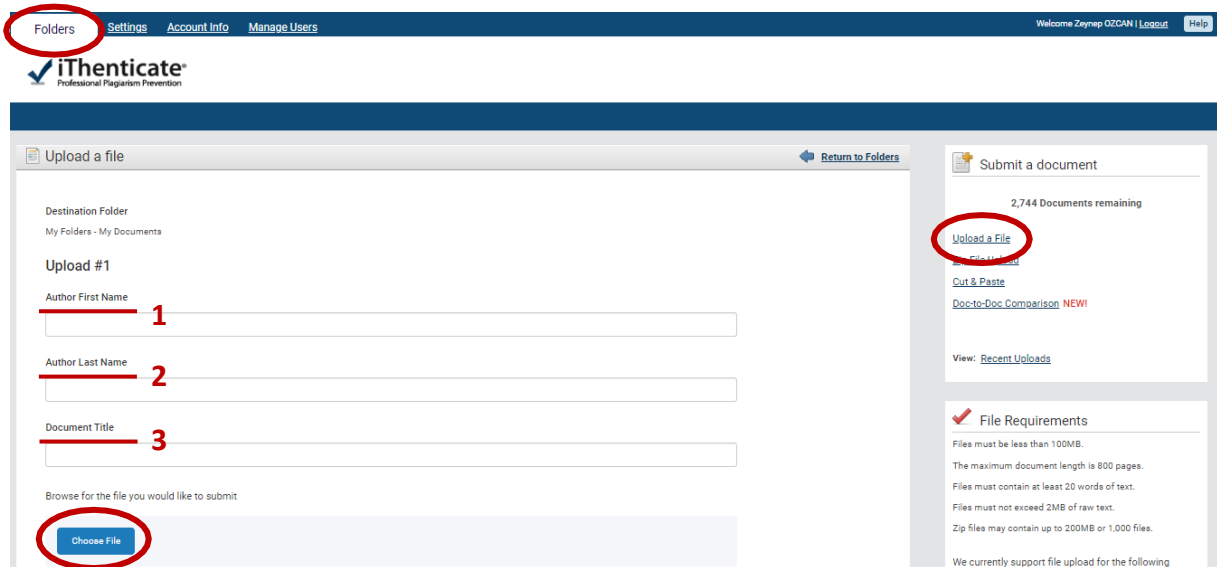 Folders Settings Account Info Manage Users Welcome Zeynep OZCAN | Logout Help
iThenticate®
Professional Plagiarism Prevention
Upload a file Return to Folders
Destination Folder
My Folders - My Documents
Upload #1
Author First Name
1
Author Last Name
2
Document Title
3
Browse for the file you would like to submit
Choose File
Submit a document
2,744 Documents remaining
Upload a File
Zip File Upload
Cut & Paste
Doc-to-Doc Comparison NEW!
View: Recent Uploads
File Requirements
Files must be less than 100MB.
The maximum document length is 800 pages.
Files must contain at least 20 words of text.
Files must not exceed 2MB of raw text.
Zip files may contain up to 200MB or 1,000 files.
We currently support file upload for the following